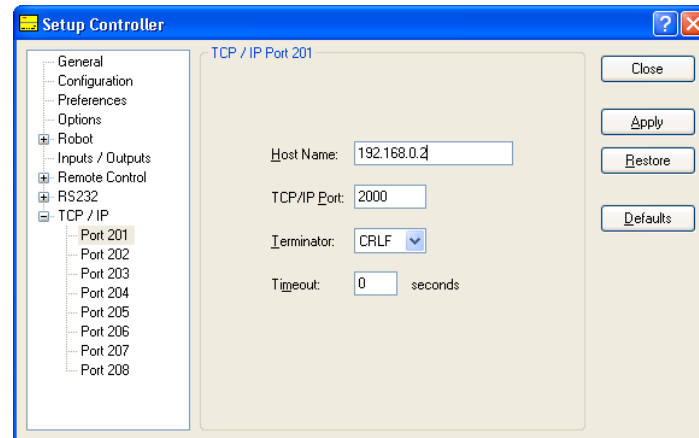 Setup Controller
General
Configuration
Preferences
Options
Robot
Inputs / Outputs
Remote Control
RS232
TCP / IP
Port 201
Port 202
Port 203
Port 204
Port 205
Port 206
Port 207
Port 208
TCP / IP Port 201
Host Name: 192.168.0.2
TCP/IP Port: 2000
Terminator: CRLF
Timeout: 0 seconds
Close
Apply
Restore
Defaults